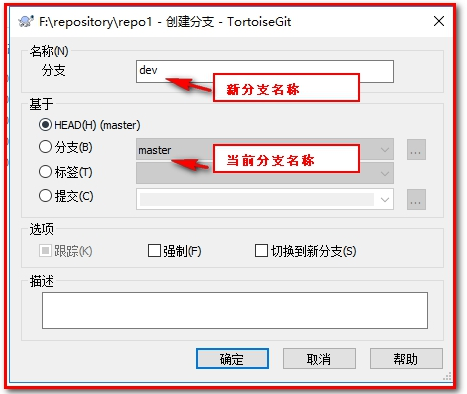 F:\repository\repo1 - 创建分支 - TortoiseGit
名称(N)
分支
dev
新分支名称
基于
HEAD(H) (master)
分支(B)
master
...
当前分支名称
标签(T)
提交(C)
...
选项
跟踪(K)
强制(F)
切换到新分支(S)
描述
确定
取消
帮助